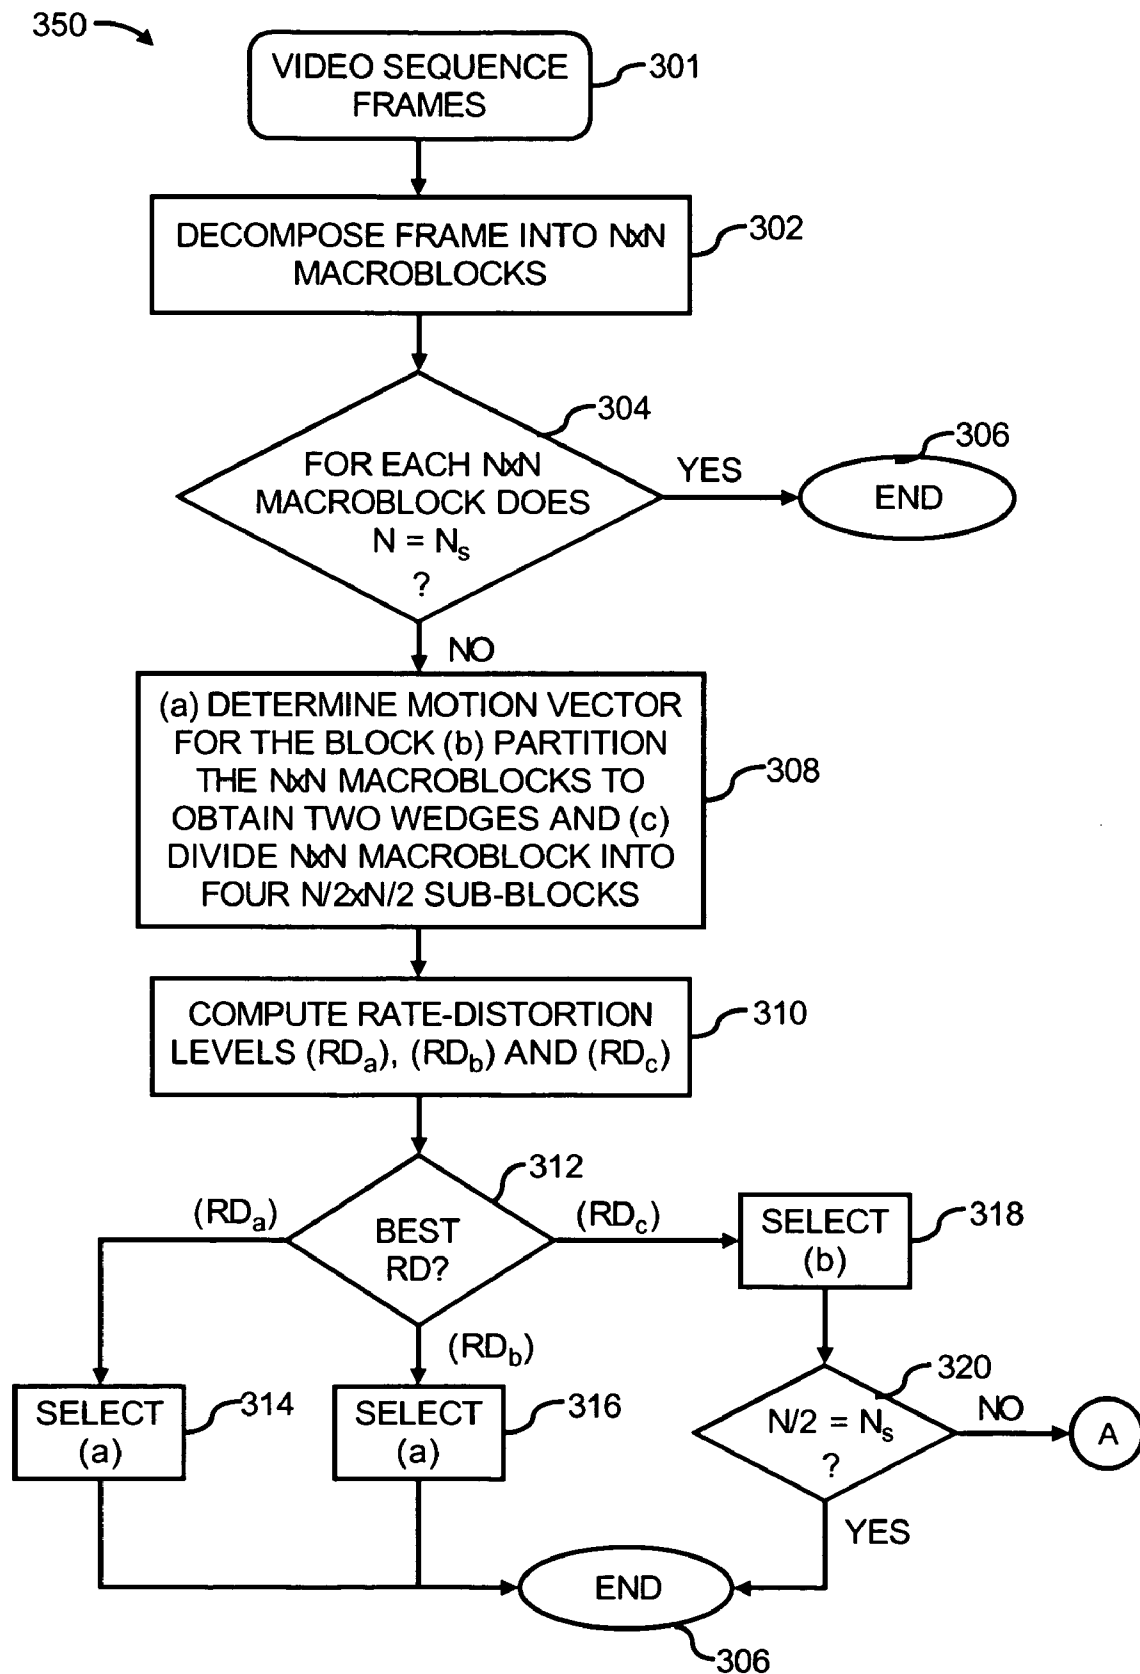 350
VIDEO SEQUENCE
FRAMES
301
DECOMPOSE FRAME INTO NxN
MACROBLOCKS
302
FOR EACH NxN
MACROBLOCK DOES
N = Ns
?
304
YES
END
306
NO
(a) DETERMINE MOTION VECTOR
FOR THE BLOCK (b) PARTITION
THE NxN MACROBLOCKS TO
OBTAIN TWO WEDGES AND (c)
DIVIDE NxN MACROBLOCK INTO
FOUR N/2xN/2 SUB-BLOCKS
308
COMPUTE RATE-DISTORTION
LEVELS (RDa), (RDb) AND (RDc)
310
BEST
RD?
312
(RDa)
(RDb)
(RDc)
SELECT
(b)
318
SELECT
(a)
314
SELECT
(a)
316
N/2 = Ns
?
320
NO
A
YES
END
306